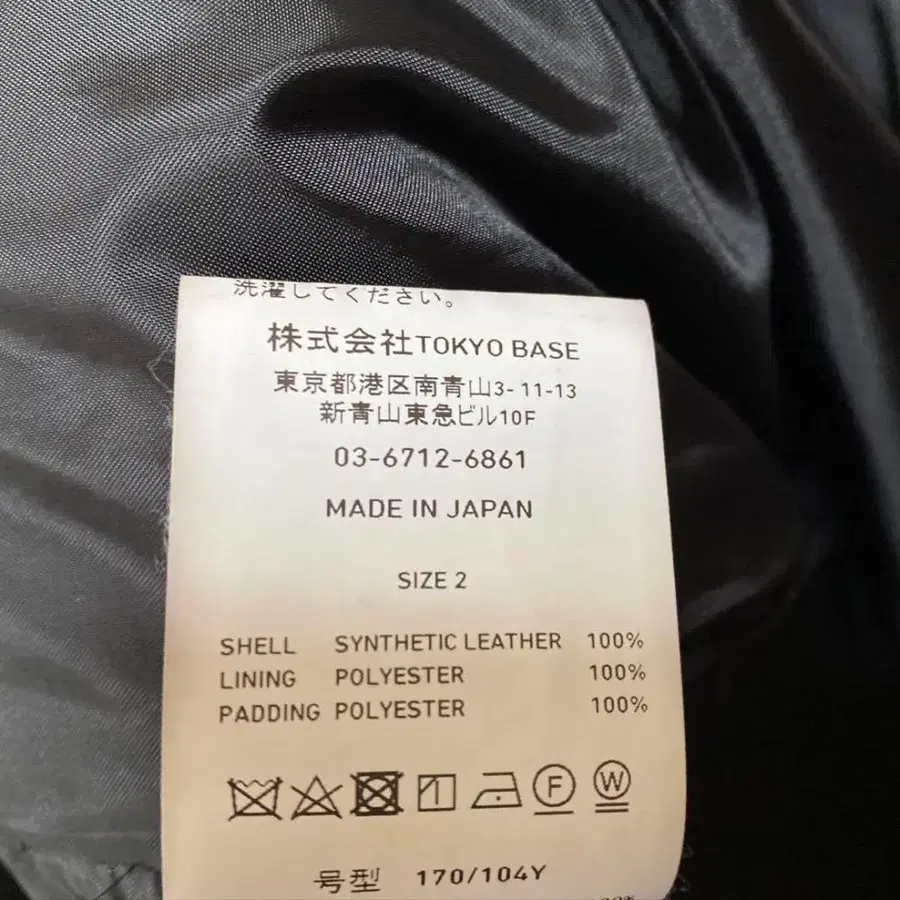 洗濯してください。
株式会社TOKYO BASE
東京都港区南青山3-11-13
新青山東急ビル10F
03-6712-6861
MADE IN JAPAN
SIZE 2
SHELL SYNTHETIC LEATHER 100%
LINING POLYESTER 100%
PADDING POLYESTER 100%
F W
号型 170/104Y